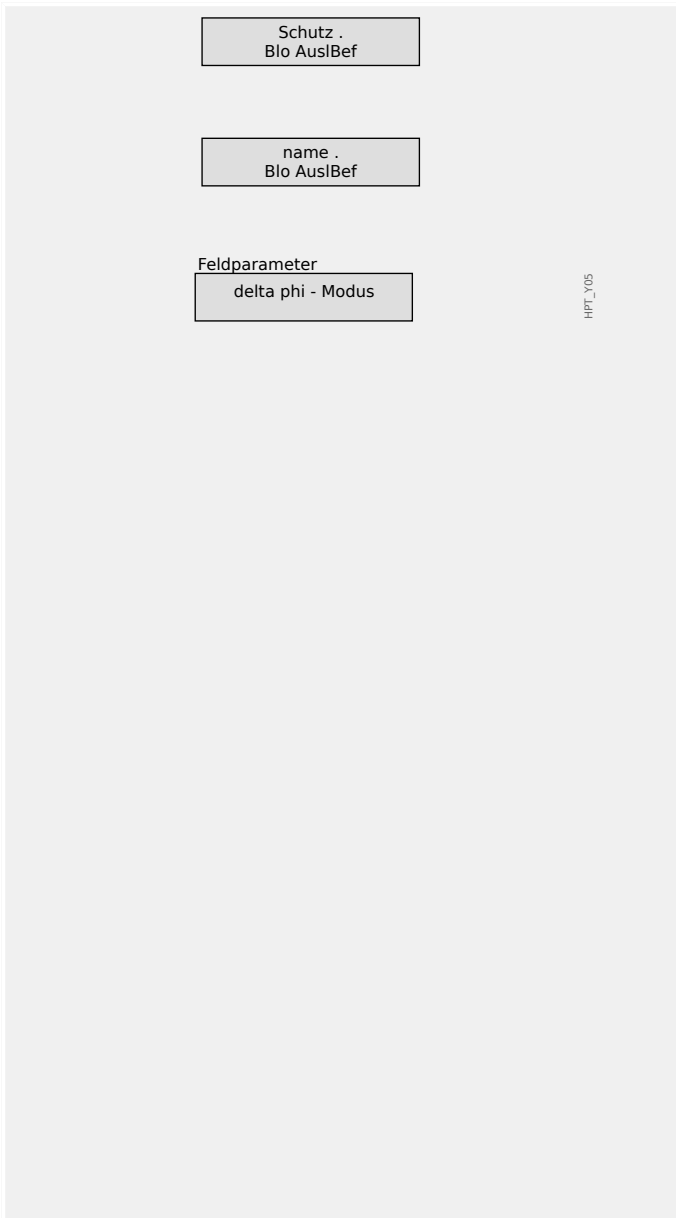 Schutz .
Blo AuslBef
name .
Blo AuslBef
Feldparameter
delta phi - Modus
HPT_Y05